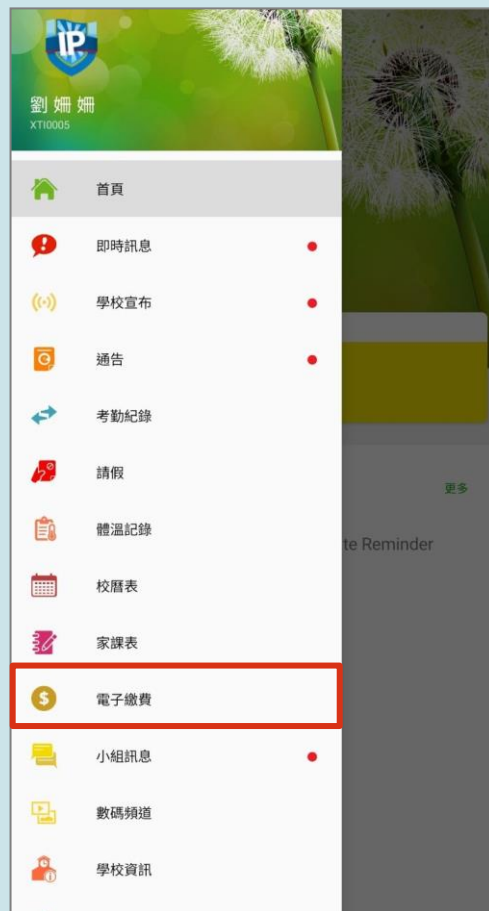 IP
劉姍姍
XTI0005
首頁
即時訊息
學校宣布
通告
考勤紀錄
請假
更多
體溫記錄
te Reminder
校曆表
家課表
$
電子繳費
小組訊息
數碼頻道
學校資訊